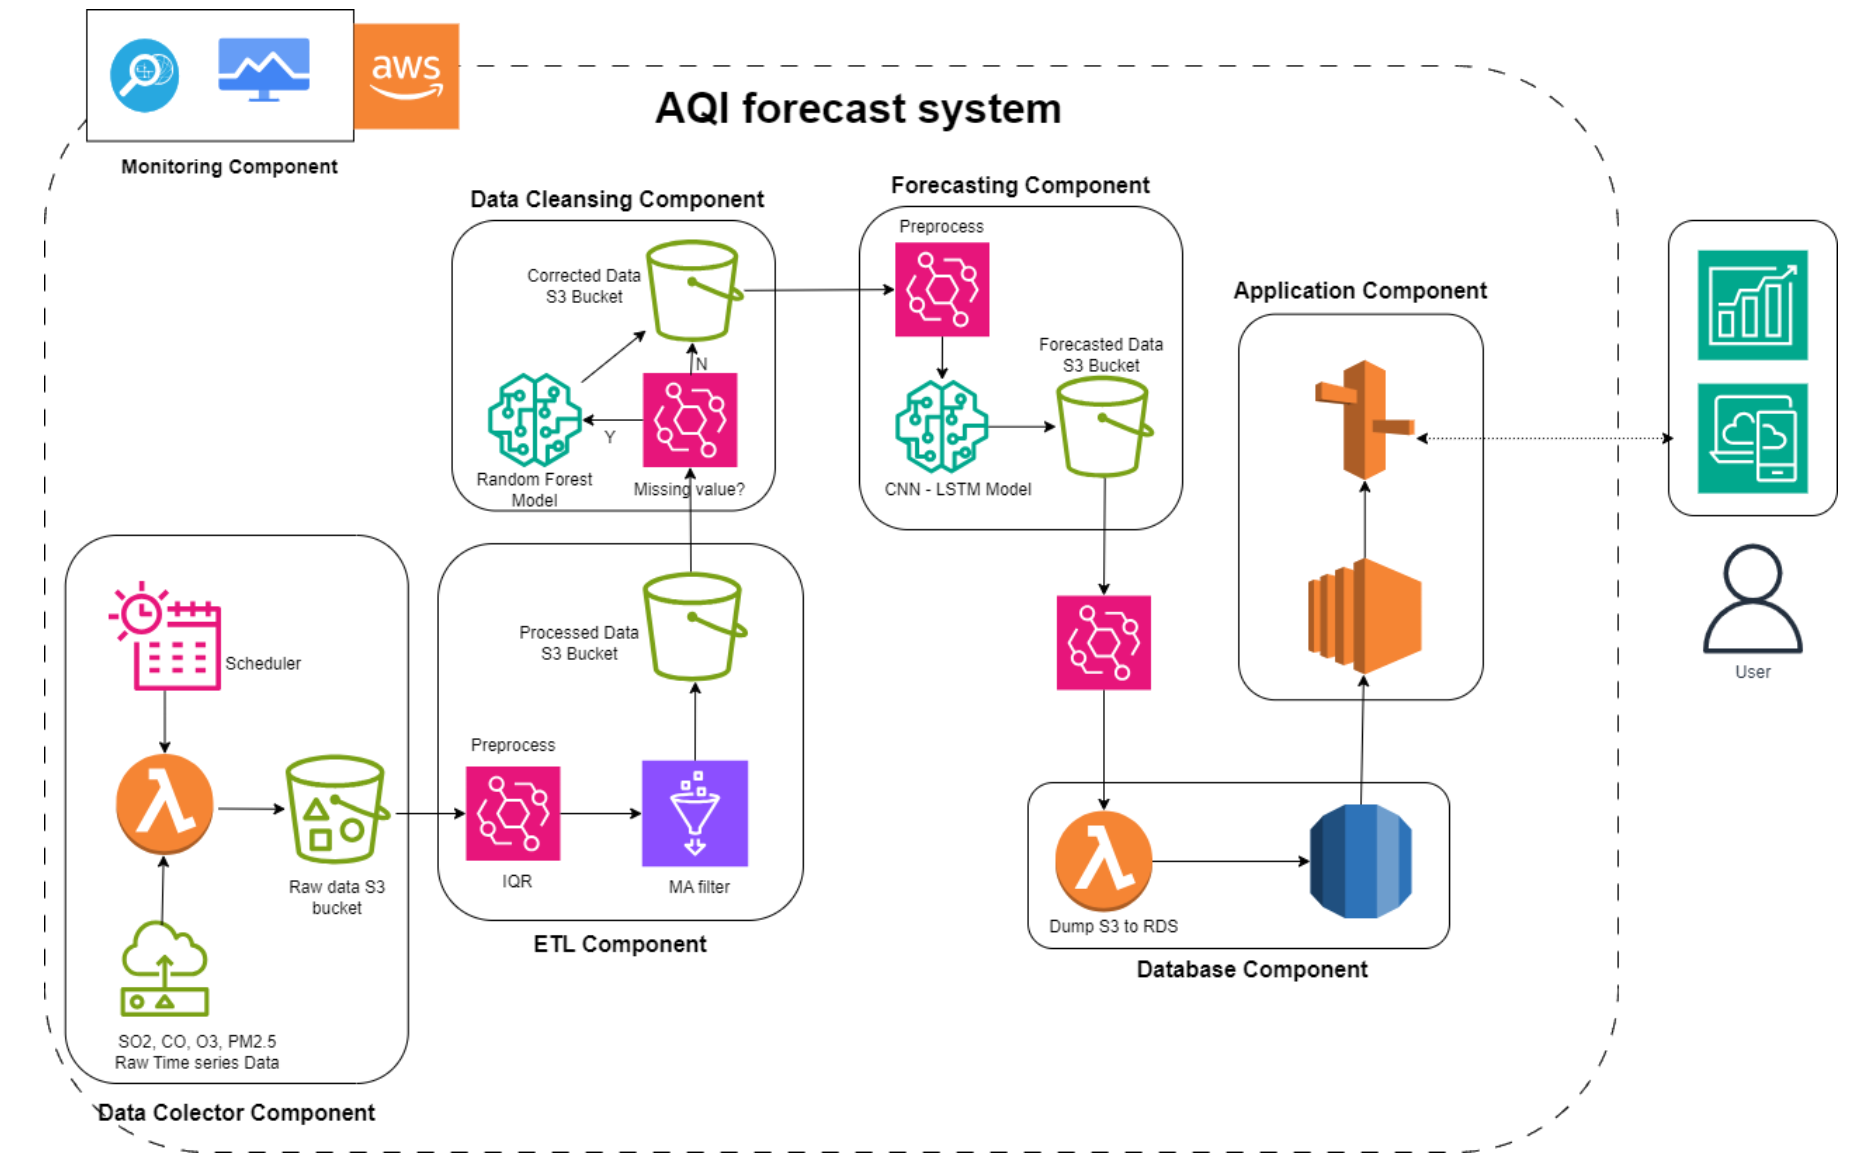 aws
AQI forecast system
Monitoring Component
Data Cleansing Component
Corrected Data
S3 Bucket
N
Y
Random Forest
Model
Missing value?
Forecasting Component
Preprocess
Forecasted Data
S3 Bucket
CNN - LSTM Model
Application Component
Scheduler
Raw data S3
bucket
SO2, CO, O3, PM2.5
Raw Time series Data
Data Colector Component
Processed Data
S3 Bucket
Preprocess
IQR
MA filter
ETL Component
Dump S3 to RDS
Database Component
User